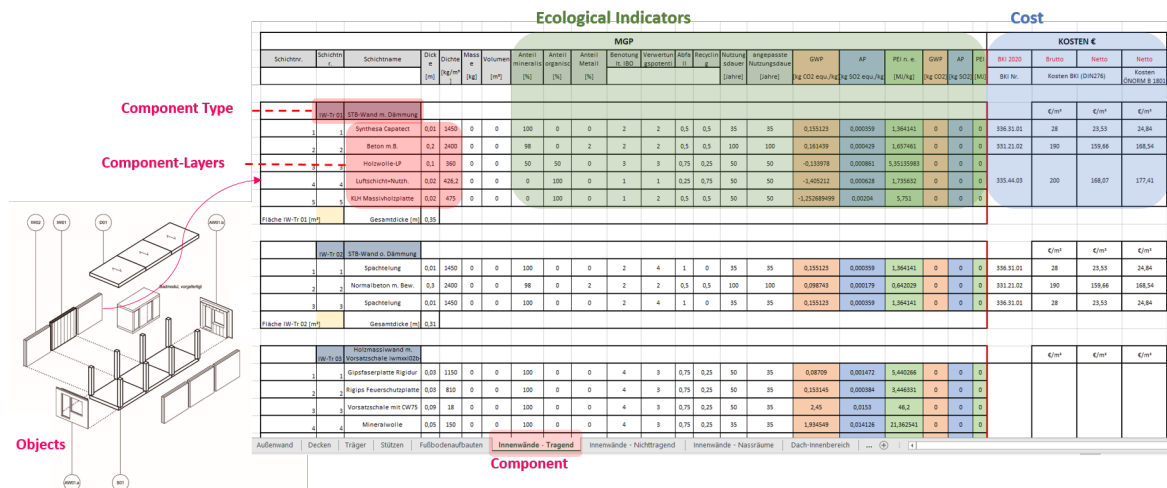 Ecological Indicators
Cost
MGP
KOSTEN €
Schichtnr.
Schichtn
r.
Schichtname
Dick
e
[m]
Dichte
[kg/m³
]
Mass
e
[kg]
Volumen
[m³]
Anteil
mineralis
[%]
Anteil
organisc
[%]
Anteil
Metall
[%]
Benotung
lt. IBO
Verwertun
gspotenti
Abfa
ll
Recyclin
g
Nutzung
sdauer
[Jahre]
angepasste
Nutzungsdaue
[Jahre]
GWP
[kg CO2 equ./kg]
AP
[kg SO2 equ./kg]
PEI n. e.
[MJ/kg]
GWP
[kg CO2]
AP
[kg SO2]
PEI
[MJ]
BKI 2020
BKI Nr.
Brutto
Netto
Kosten BKI (DIN276)
Netto
Kosten
ÖNORM B 1801
Component Type
IW-Tr 01 STB-Wand m. Dämmung €/m² €/m² €/m²
1 1 Synthesa Capatect 0,01 1450 0 0 100 0 0 2 2 0,5 0,5 35 35 0,155123 0,000359 1,364141 0 0 0 336.31.01 28 23,53 24,84
2 2 Beton m.B. 0,2 2400 0 0 98 0 2 2 2 0,5 0,5 100 100 0,161439 0,000429 1,657461 0 0 0 331.21.02 190 159,66 168,54
Component-Layers
3 3 Holzwolle-LP 0,1 360 0 0 50 50 0 3 3 0,75 0,25 50 50 -0,133978 0,000861 5,35135983 0 0 0
4 4 Luftschicht+Nutzh. 0,02 426,2 0 0 0 100 0 1 1 0,25 0,75 50 50 -1,405212 0,000628 1,735632 0 0 0 335.44.03 200 168,07 177,41
5 5 KLH Massivholzplatte 0,02 475 0 0 0 100 0 1 2 0,5 0,5 50 50 -1,252689499 0,00204 5,751 0 0 0
Fläche IW-Tr 01 [m²] Gesamtdicke [m] 0,35
IW-Tr 02 STB-Wand o. Dämmung €/m² €/m² €/m²
1 1 Spachtelung 0,01 1450 0 0 100 0 0 2 4 1 0 35 35 0,155123 0,000359 1,364141 0 0 0 336.31.01 28 23,53 24,84
2 2 Normalbeton m. Bew. 0,3 2400 0 0 98 0 2 2 2 0,5 0,5 100 100 0,098743 0,000179 0,642029 0 0 0 331.21.02 190 159,66 168,54
3 3 Spachtelung 0,01 1450 0 0 100 0 0 2 4 1 0 35 35 0,155123 0,000359 1,364141 0 0 0 336.31.01 28 23,53 24,84
Fläche IW-Tr 02 [m²] Gesamtdicke [m] 0,31
IW-Tr 03 Holzmassivwand m.
Vorsatzschale iwmxxi02b- €/m² €/m² €/m²
1 1 Gipsfaserplatte Rigidur 0,03 1150 0 0 100 0 0 4 3 0,75 0,25 50 35 0,08709 0,001472 5,440266 0 0 0
2 2 Rigips Feuerschutzplatte 0,03 810 0 0 100 0 0 4 3 0,75 0,25 50 35 0,153145 0,000384 3,446331 0 0 0
3 3 Vorsatzschale mit CW75 0,09 18 0 0 100 0 0 4 3 0,75 0,25 50 35 2,45 0,0153 46,2 0 0 0
4 4 Mineralwolle 0,05 150 0 0 100 0 0 4 3 0,75 0,25 50 35 1,934549 0,014126 21,362541 0 0 0
Außenwand Decken Träger Stützen Fußbodenaufbauten Innenwände - Tragend Innenwände - Nichttragend Innenwände - Nassräume Dach-Innenbereich ...
Component
IW02
IW01
D01
AW01 b
Objects
AW01 a
B01